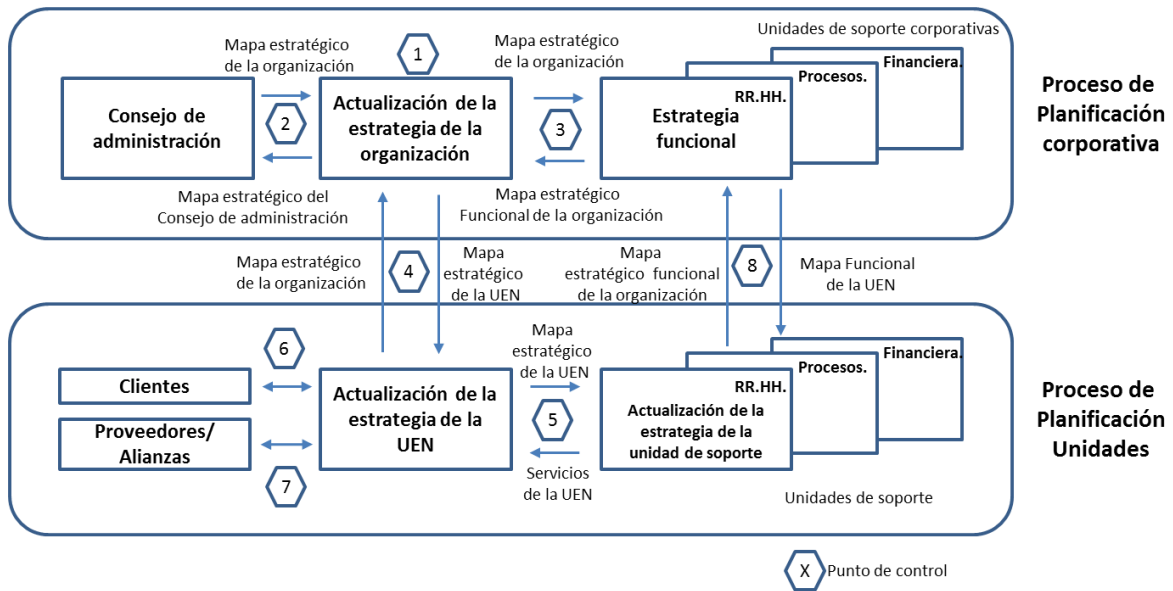 Unidades de soporte corporativas
Mapa estratégico
de la organización
1
Mapa estratégico
de la organización
Financiera.
Procesos.
RR.HH.
Consejo de
administración
2
Actualización de la
estrategia de la
organización
3
Estrategia
funcional
Proceso de
Planificación
corporativa
Mapa estratégico del
Consejo de administración
Mapa estratégico
Funcional de la organización
Mapa estratégico
de la organización
4
Mapa
estratégico
de la UEN
Mapa
estratégico funcional
de la organización
8
Mapa Funcional
de la UEN
6
Mapa
estratégico
de la UEN
Financiera.
Procesos.
RR.HH.
Clientes
Proveedores/
Alianzas
7
Actualización de la
estrategia de la
UEN
5
Servicios
de la UEN
Actualización de la
estrategia de la
unidad de soporte
Unidades de soporte
Proceso de
Planificación
Unidades
X
Punto de control